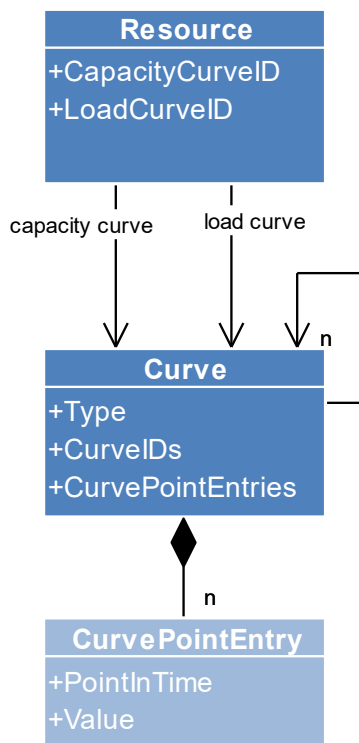 Resource
+CapacityCurveID
+LoadCurveID
capacity curve
load curve
n
Curve
+Type
+CurveIDs
+CurvePointEntries
n
CurvePointEntry
+PointInTime
+Value